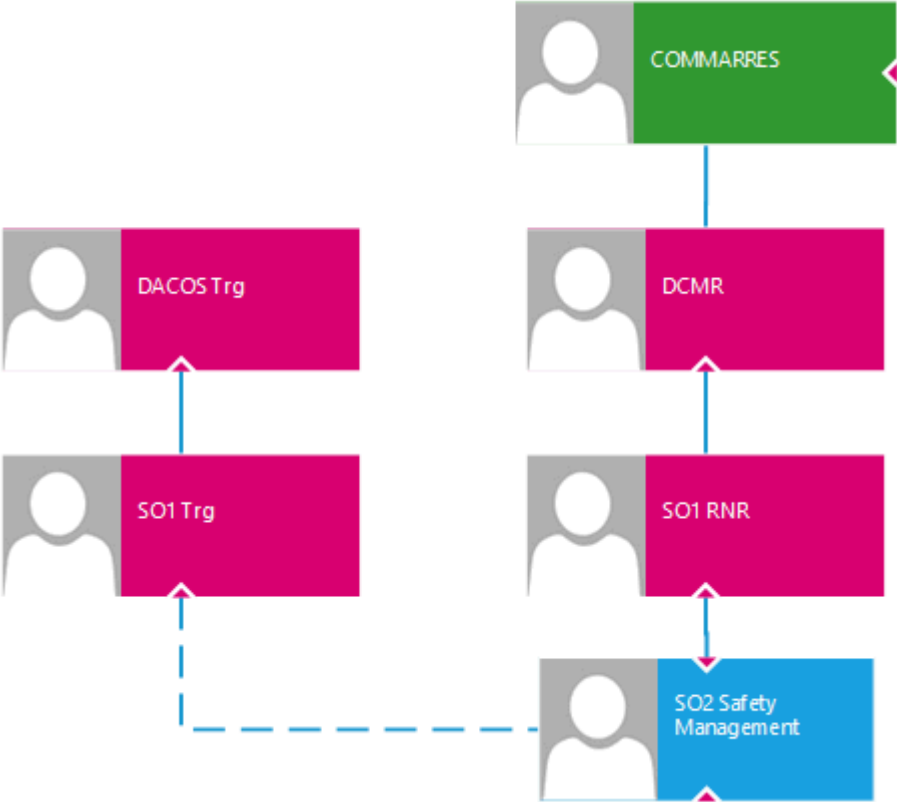 COMMARRES
DACOS Trg
DCMR
SO1 Trg
SO1 RNR
SO2 Safety
Management